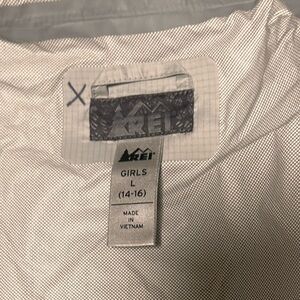 REI
REI
GIRLS
L
(14-16)
MADE
IN
VIETNAM